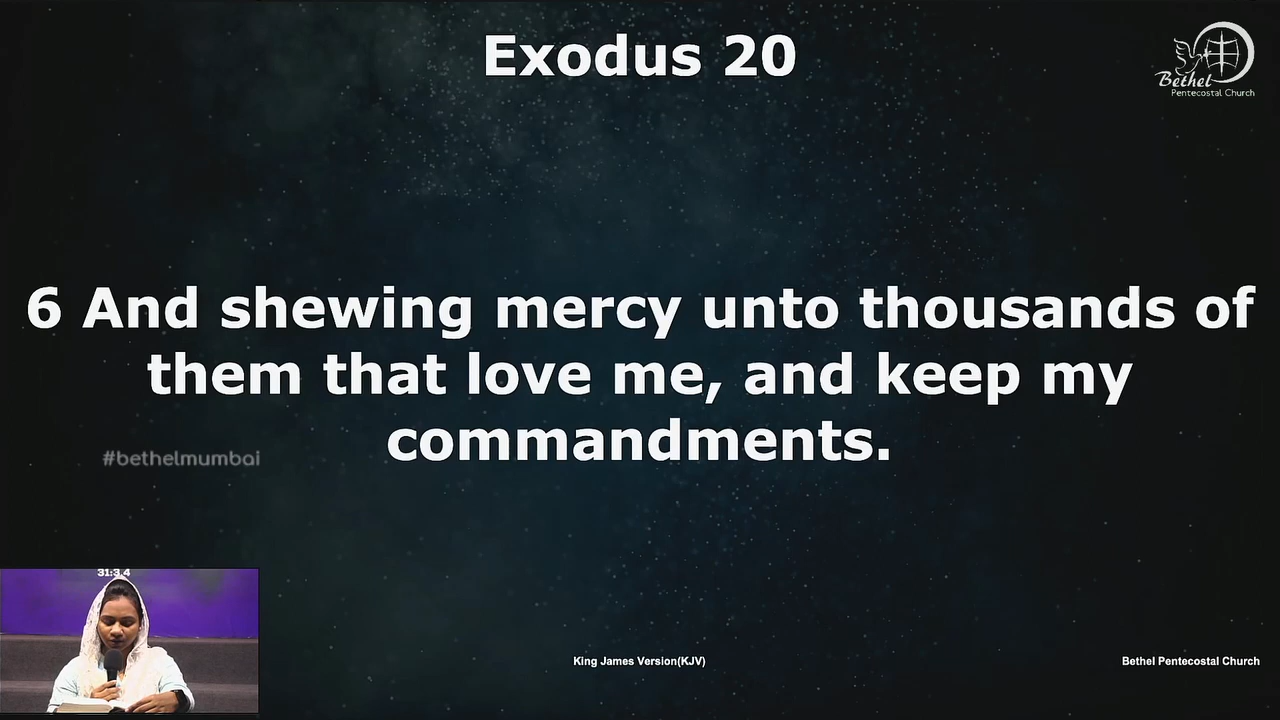 Exodus 20
Bethel
Pentecostal Church
6 And shewing mercy unto thousands of
them that love me, and keep my
commandments.
#bethelmumbai
31:3,4
King James Version(KJV)
Bethel Pentecostal Church